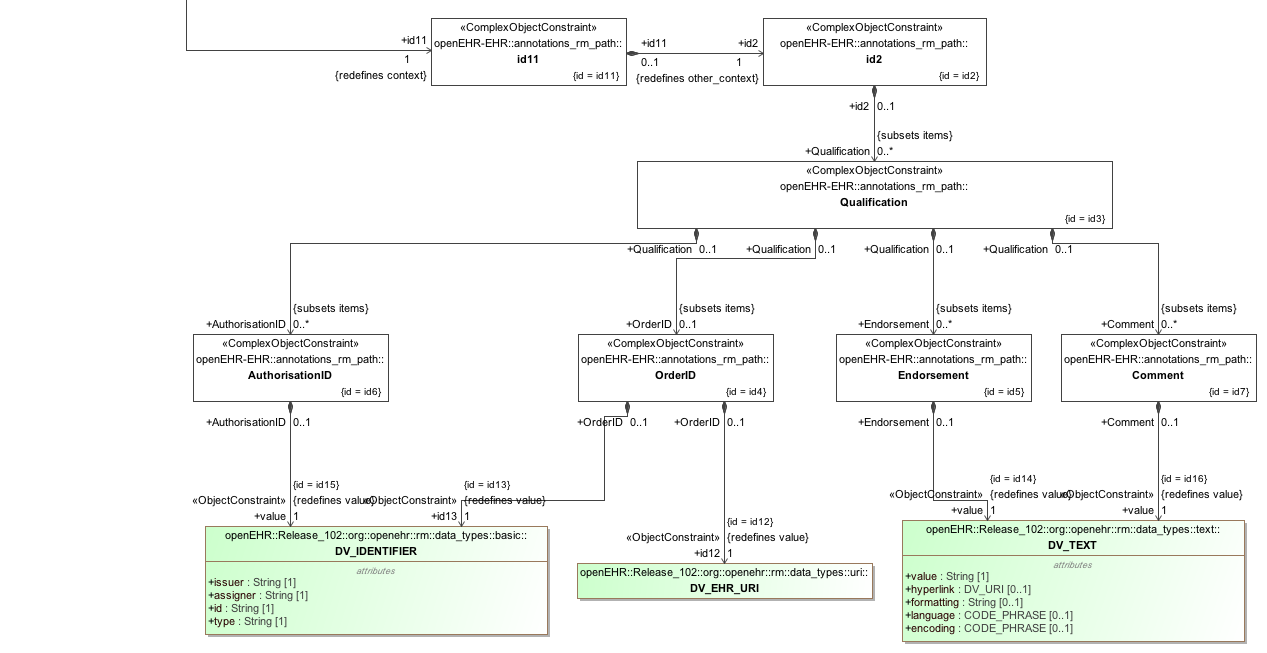 «ComplexObjectConstraint»
openEHR-EHR::annotations_rm_path::
id11
{id = id11}
+id11
1
{redefines context}
+id11
0..1
+id2
1
{redefines other_context}
«ComplexObjectConstraint»
openEHR-EHR::annotations_rm_path::
id2
{id = id2}
+id2 0..1
{subsets items}
+Qualification 0..*
«ComplexObjectConstraint»
openEHR-EHR::annotations_rm_path::
Qualification
{id = id3}
+Qualification 0..1
+Qualification 0..1
+Qualification 0..1
+Qualification 0..1
{subsets items}
+AuthorisationID 0..*
{subsets items}
+OrderID 0..1
{subsets items}
+Endorsement 0..*
{subsets items}
+Comment 0..*
«ComplexObjectConstraint»
openEHR-EHR::annotations_rm_path::
AuthorisationID
{id = id6}
«ComplexObjectConstraint»
openEHR-EHR::annotations_rm_path::
OrderID
{id = id4}
«ComplexObjectConstraint»
openEHR-EHR::annotations_rm_path::
Endorsement
{id = id5}
«ComplexObjectConstraint»
openEHR-EHR::annotations_rm_path::
Comment
{id = id7}
+AuthorisationID 0..1
+OrderID 0..1
+OrderID 0..1
+Endorsement 0..1
+Comment 0..1
{id = id15}
«ObjectConstraint» {redefines value}
+value 1
{id = id13}
«ObjectConstraint» {redefines value}
+id13 1
{id = id12}
«ObjectConstraint» {redefines value}
+id12 1
{id = id14}
«ObjectConstraint» {redefines value}
+value 1
{id = id16}
«ObjectConstraint» {redefines value}
+value 1
openEHR::Release_102::org::openehr::rm::data_types::basic::
DV_IDENTIFIER
attributes
+issuer : String [1]
+assigner : String [1]
+id : String [1]
+type : String [1]
openEHR::Release_102::org::openehr::rm::data_types::uri::
DV_EHR_URI
openEHR::Release_102::org::openehr::rm::data_types::text::
DV_TEXT
attributes
+value : String [1]
+hyperlink : DV_URI [0..1]
+formatting : String [0..1]
+language : CODE_PHRASE [0..1]
+encoding : CODE_PHRASE [0..1]